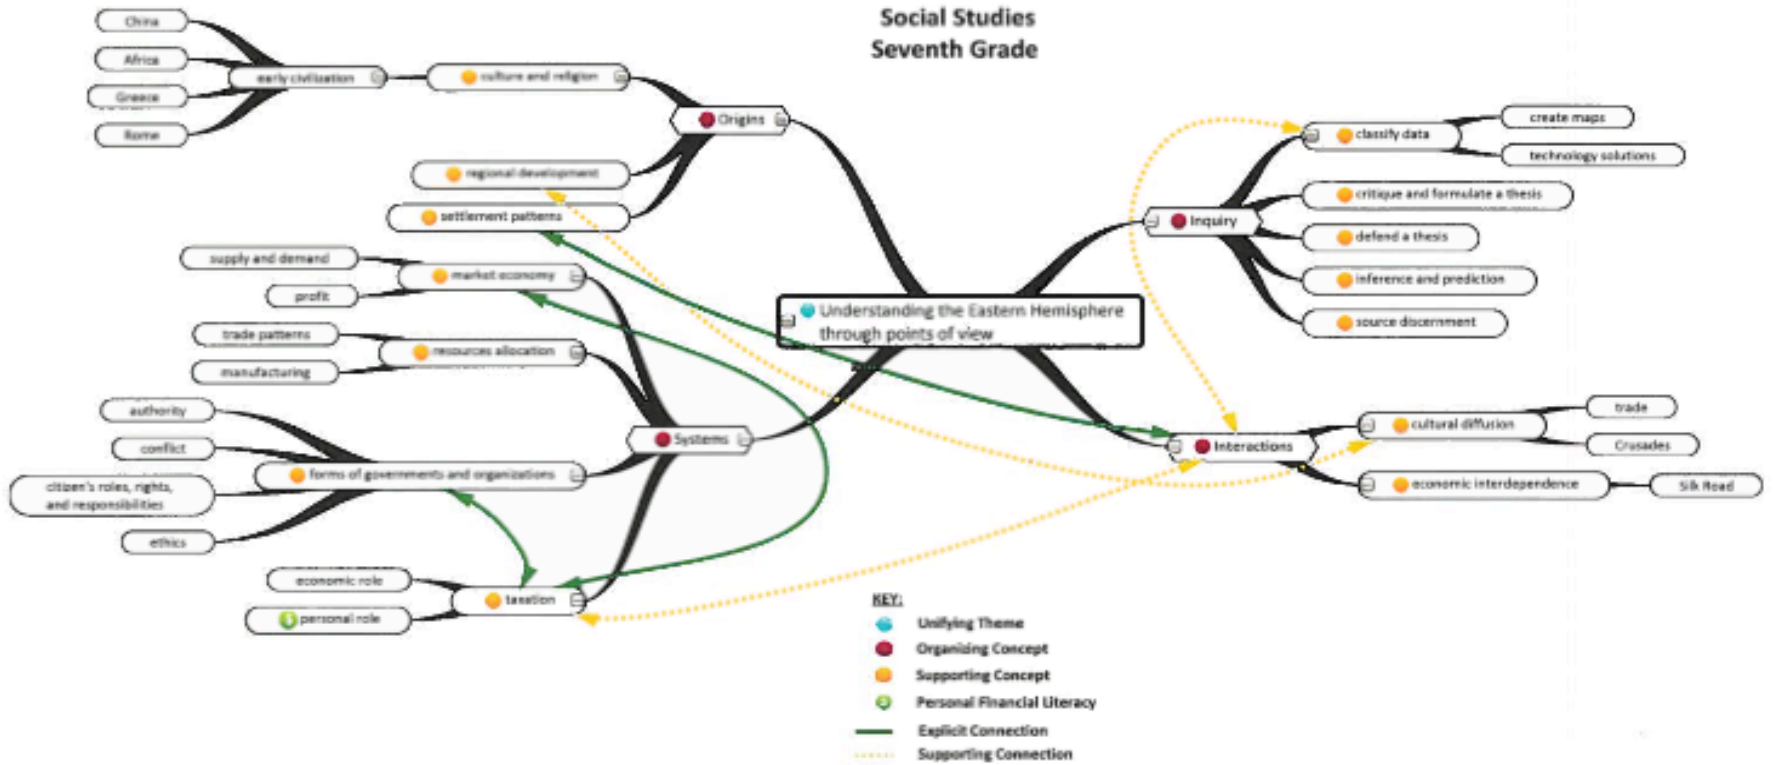 Social Studies
Seventh Grade
China
Africa
Greece
Rome
early civilization
culture and religion
Origins
regional development
settlement patterns
supply and demand
profit
market economy
trade patterns
manufacturing
resources allocation
authority
conflict
citizen's roles, rights,
and responsibilities
ethics
forms of governments and organizations
Systems
economic role
personal role
taxation
Understanding the Eastern Hemisphere
through points of view
Inquiry
classify data
create maps
technology solutions
critique and formulate a thesis
defend a thesis
inference and prediction
source discernment
Interactions
cultural diffusion
trade
Crusades
economic interdependence
Silk Road
KEY:
Unifying Theme
Organizing Concept
Supporting Concept
Personal Financial Literacy
Explicit Connection
Supporting Connection